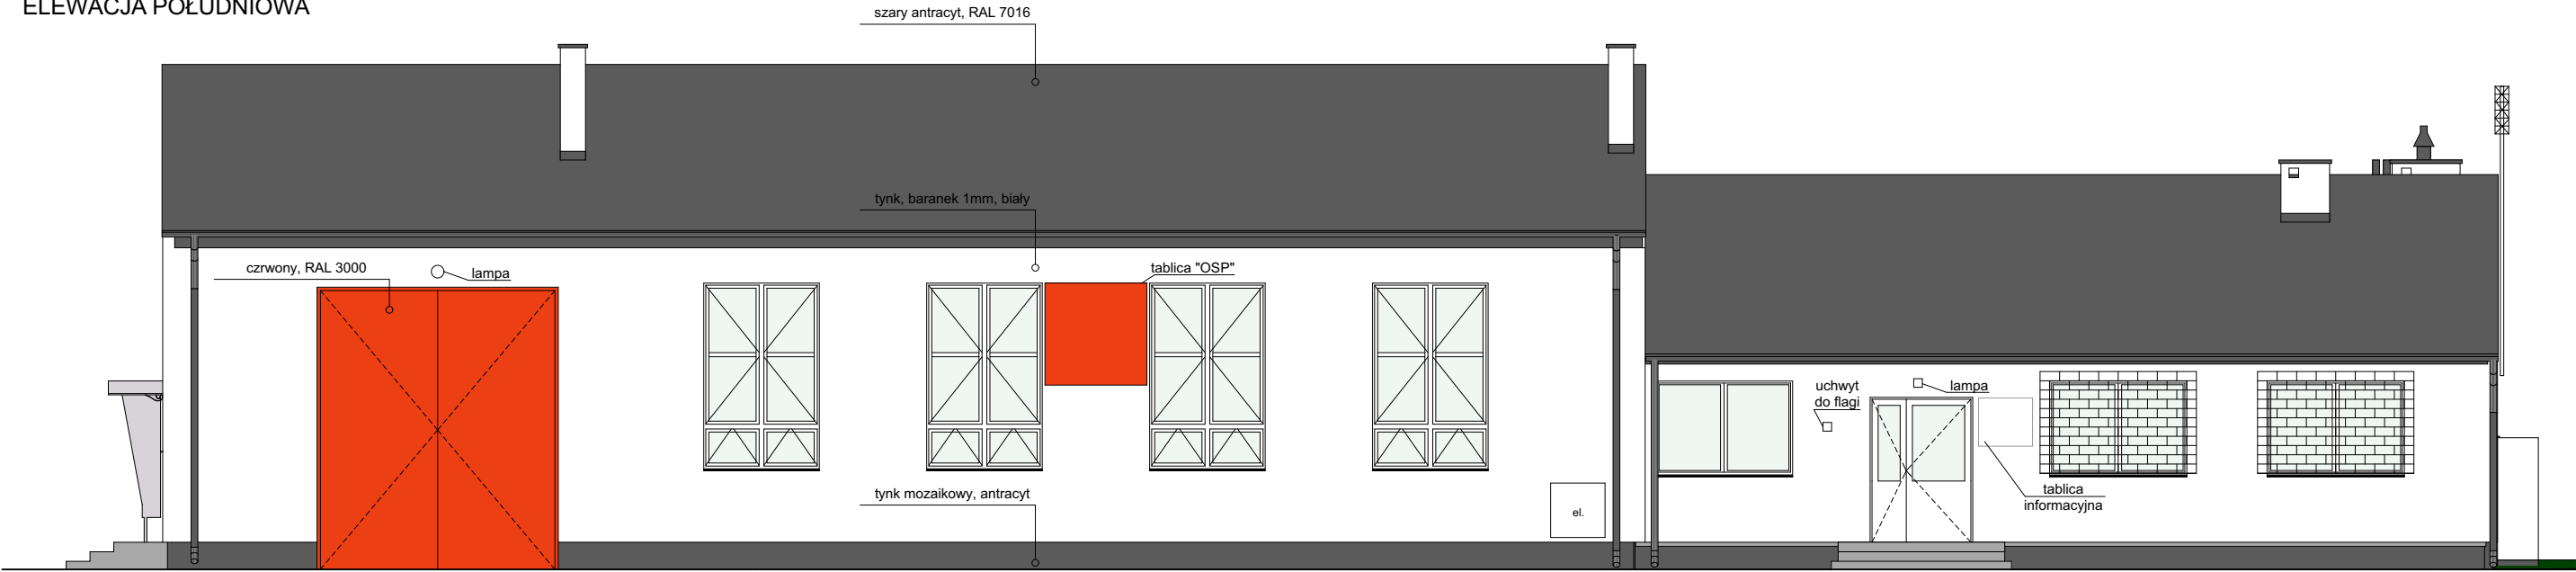 ELEWACJA POŁUDNIOWA
szary antracyt, RAL 7016
tynk, baranek 1mm, biały
czrwony, RAL 3000
lampa
tablica "OSP"
uchwyt
do flagi
lampa
tynk mozaikowy, antracyt
el.
tablica
informacyjna